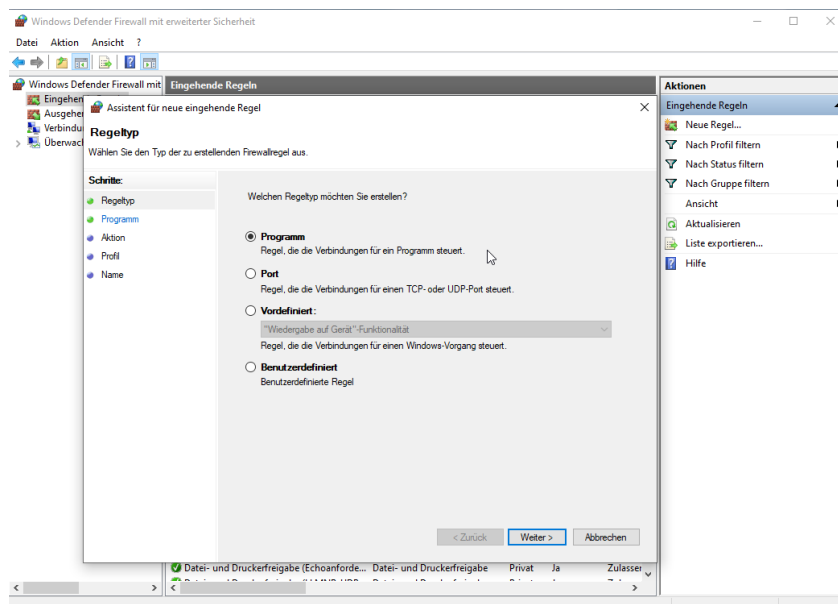 Windows Defender Firewall mit erweiterter Sicherheit
Datei Aktion Ansicht ?
Windows Defender Firewall mit
Eingehen
Ausgehe
Verbindu
Überwac
Eingehende Regeln
Assistent für neue eingehende Regel
Regeltyp
Wählen Sie den Typ der zu erstellenden Firewallregel aus.
Schritte:
Regeltyp
Programm
Aktion
Profil
Name
Welchen Regeltyp möchten Sie erstellen?
Programm
Regel, die die Verbindungen für ein Programm steuert.
Port
Regel, die die Verbindungen für einen TCP- oder UDP-Port steuert.
Vordefiniert:
"Wiedergabe auf Gerät"-Funktionalität
Regel, die die Verbindungen für einen Windows-Vorgang steuert.
Benutzerdefiniert
Benutzerdefinierte Regel
< Zurück Weiter > Abbrechen
Datei- und Druckerfreigabe (Echoanforde... Datei- und Druckerfreigabe Privat Ja Zulasser
Aktionen
Eingehende Regeln
Neue Regel...
Nach Profil filtern
Nach Status filtern
Nach Gruppe filtern
Ansicht
Aktualisieren
Liste exportieren...
Hilfe